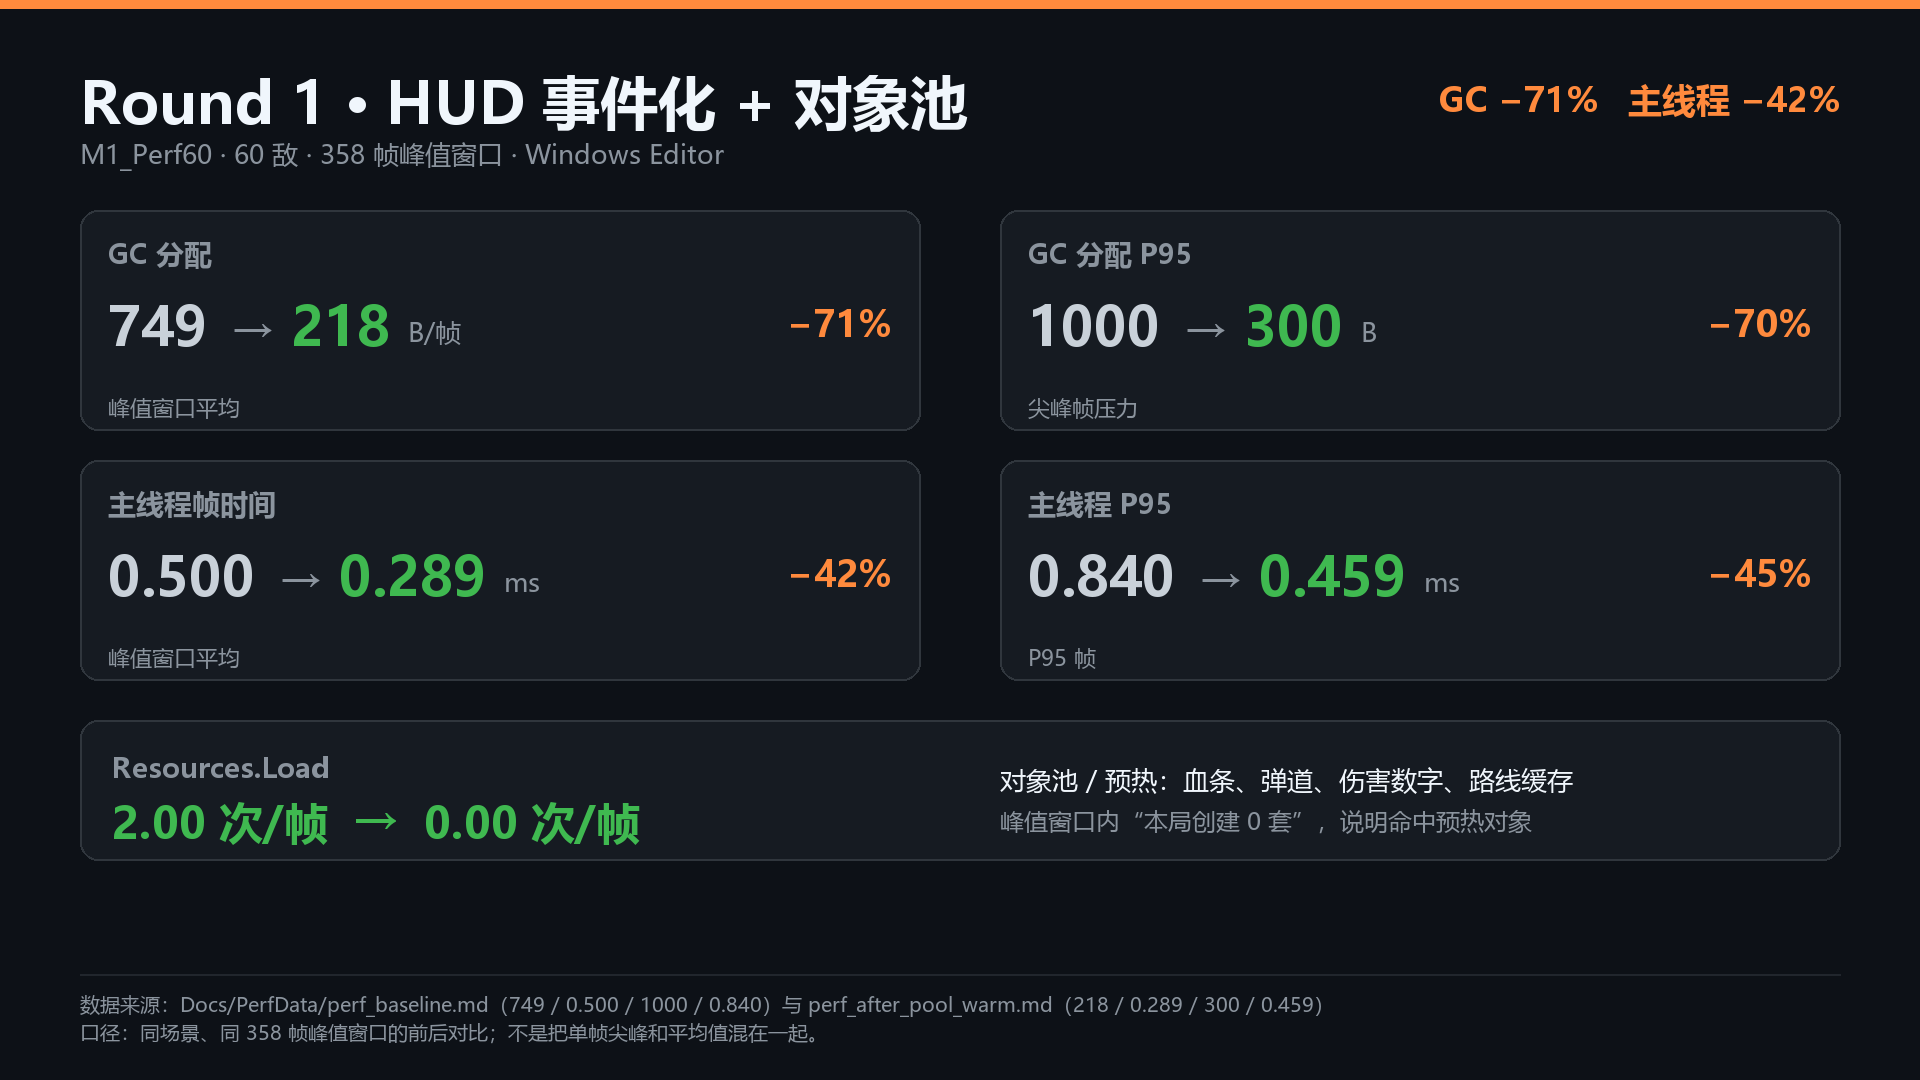 Round 1 • HUD 事件化 + 对象池
GC −71% 主线程 −42%
M1_Perf60 · 60 敌 · 358 帧峰值窗口 · Windows Editor
GC 分配
749 → 218 B/帧
−71%
峰值窗口平均
GC 分配 P95
1000 → 300 B
−70%
尖峰帧压力
主线程帧时间
0.500 → 0.289 ms
−42%
峰值窗口平均
主线程 P95
0.840 → 0.459 ms
−45%
P95 帧
Resources.Load
2.00 次/帧 → 0.00 次/帧
对象池 / 预热：血条、弹道、伤害数字、路线缓存
峰值窗口内“本局创建 0 套”，说明命中预热对象
数据来源：Docs/PerfData/perf_baseline.md（749 / 0.500 / 1000 / 0.840）与 perf_after_pool_warm.md（218 / 0.289 / 300 / 0.459）
口径：同场景、同 358 帧峰值窗口的前后对比；不是把单帧尖峰和平均值混在一起。